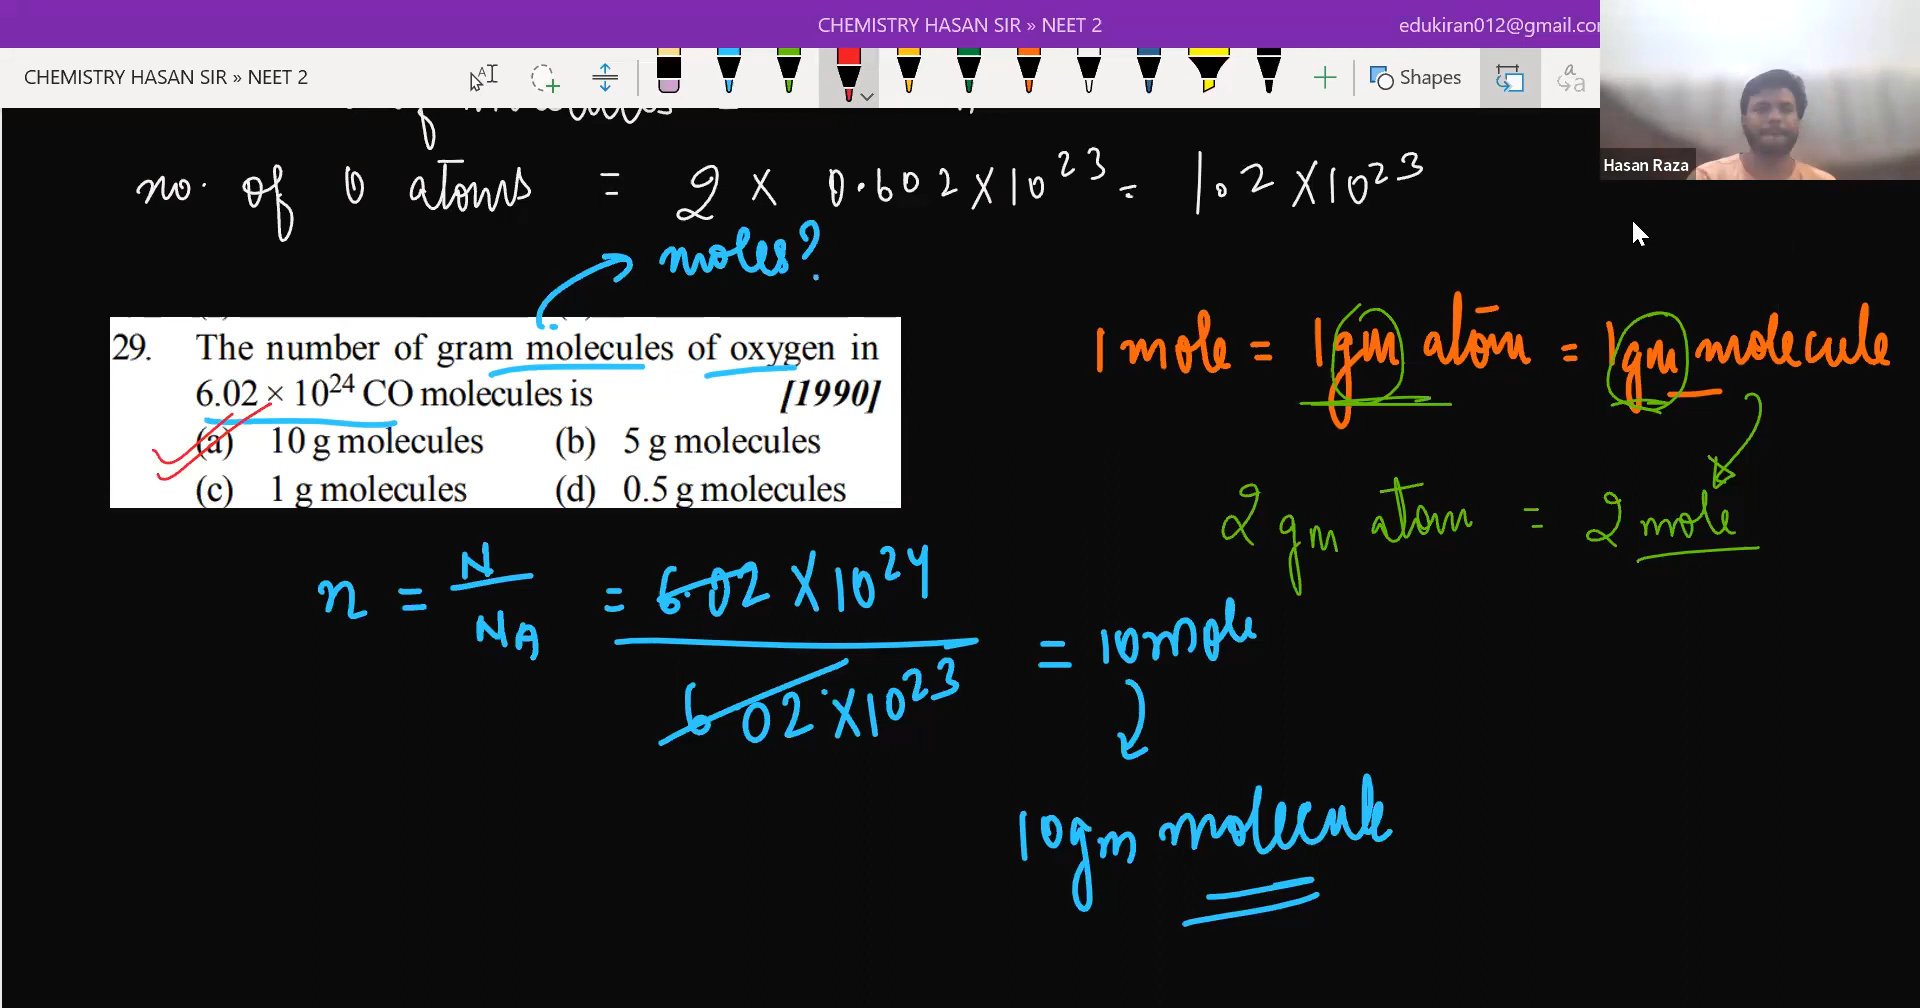 CHEMISTRY HASAN SIR » NEET 2
edukiran012@gmail.co
CHEMISTRY HASAN SIR » NEET 2
Shapes
Hasan Raza
no. of O atoms = 2 × 0.602 × 10²³ = 1.2 × 10²³
moles?
29. The number of gram molecules of oxygen in
6.02 × 10²⁴ CO molecules is [1990]
(a) 10 g molecules (b) 5 g molecules
(c) 1 g molecules (d) 0.5 g molecules
1 mole = 1 gm atom = 1 gm molecule
2 gm atom = 2 mole
n = N / NA = 6.02 × 10²⁴ / 6.02 × 10²³ = 10 mole
10 gm molecule